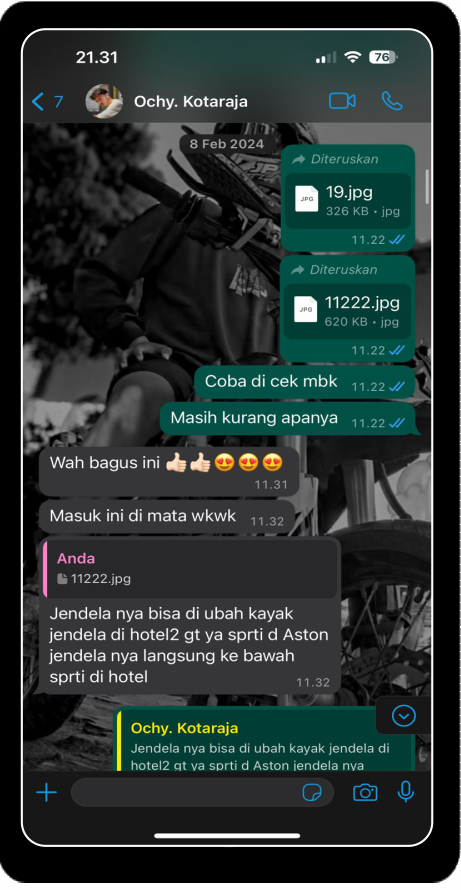 21.31
76
7
Ochy. Kotaraja
8 Feb 2024
Diteruskan
JPG
19.jpg
326 KB • jpg
11.22
Diteruskan
JPG
11222.jpg
620 KB • jpg
11.22
Coba di cek mbk 11.22
Masih kurang apanya 11.22
Wah bagus ini 👍🏻👍🏻😍😍😍
11.31
Masuk ini di mata wkwk 11.32
Anda
11222.jpg
Jendela nya bisa di ubah kayak
jendela di hotel2 gt ya sprti d Aston
jendela nya langsung ke bawah
sprti di hotel
11.32
Ochy. Kotaraja
Jendela nya bisa di ubah kayak jendela di
hotel2 gt ya sprti d Aston jendela nya